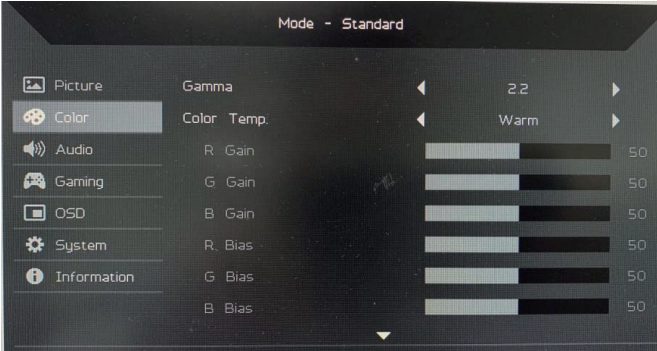 Mode - Standard
Picture
Gamma 2.2
Color
Color Temp. Warm
Audio
R Gain 50
Gaming
G Gain 50
OSD
B Gain 50
System
R. Bias 50
Information
G Bias 50
B Bias 50